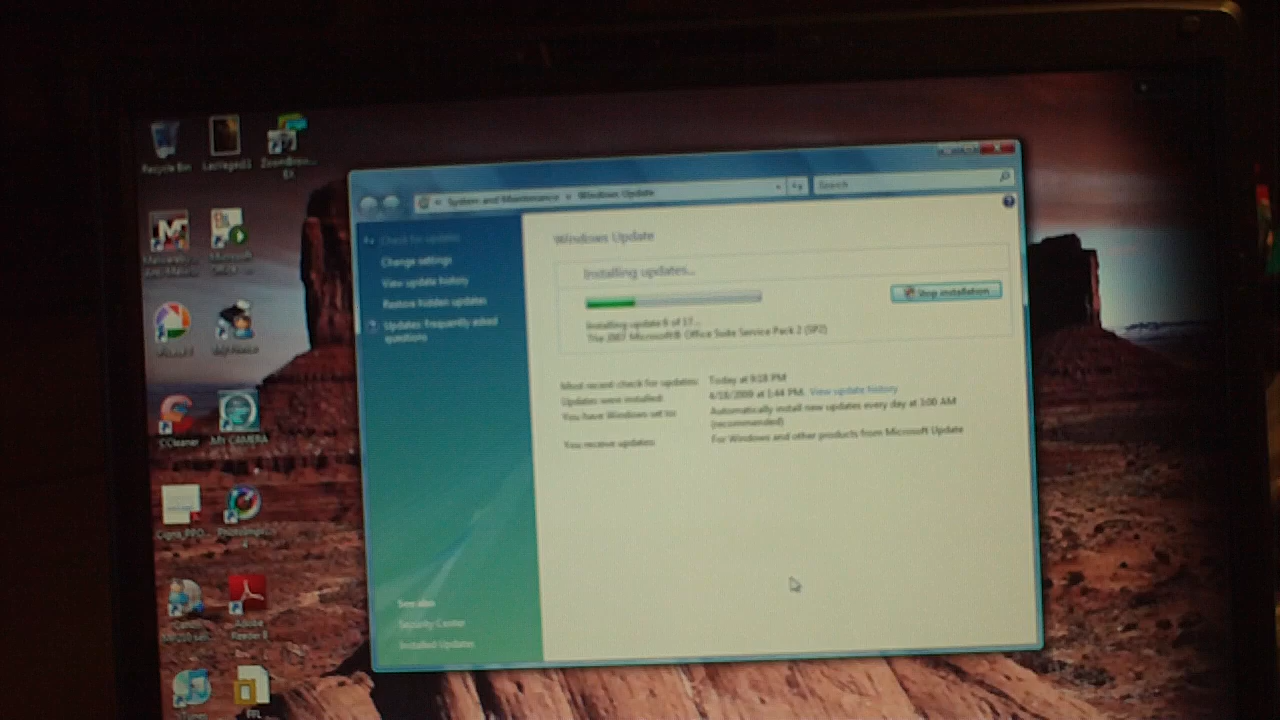 Recycle Bin
CCleaner
My CAMERA
Adobe
Reader 8
iTunes
System and Maintenance
Windows Update
Search
Check for updates
Change settings
View update history
Restore hidden updates
Updates: frequently asked
questions
See also
Security Center
Installed Updates
Windows Update
Installing updates...
Stop installation
Installing update of 17...
The 2007 Microsoft® Office Suite Service Pack 2 (SP2)
Most recent check for updates: Today at 9:18 PM
Updates were installed: 4/18/2009 at 1:44 PM. View update history
You have Windows set to: Automatically install new updates every day at 3:00 AM
(recommended)
You receive updates: For Windows and other products from Microsoft Update